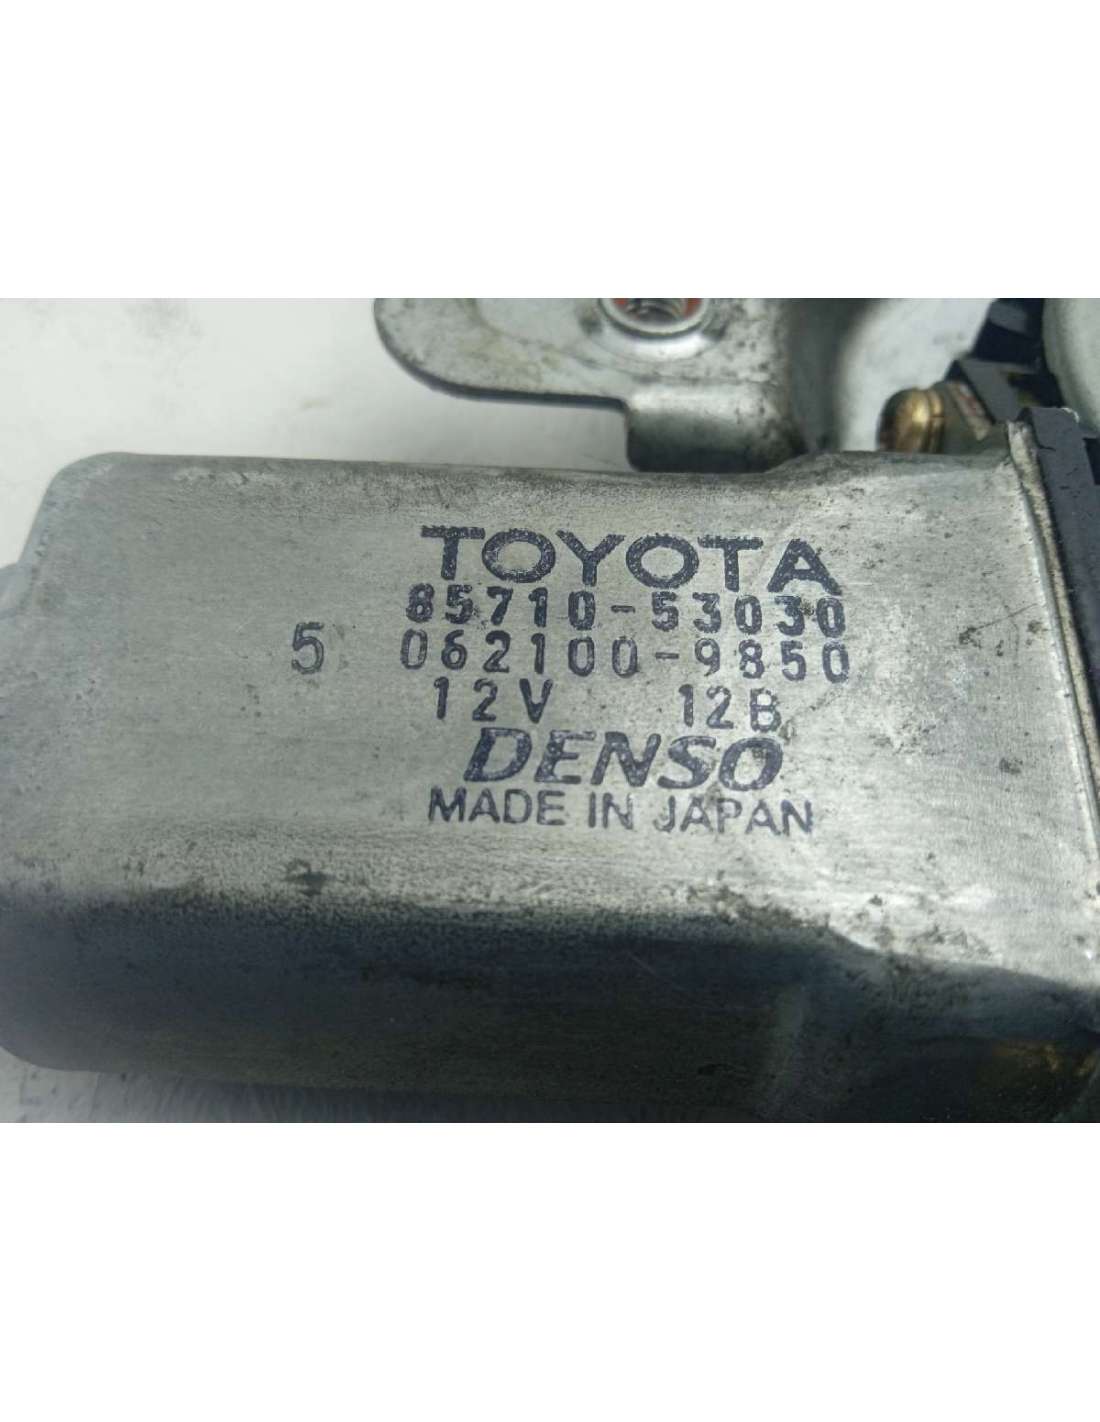 TOYOTA
85710-53030
5 062100-9850
12V 12B
DENSO
MADE IN JAPAN